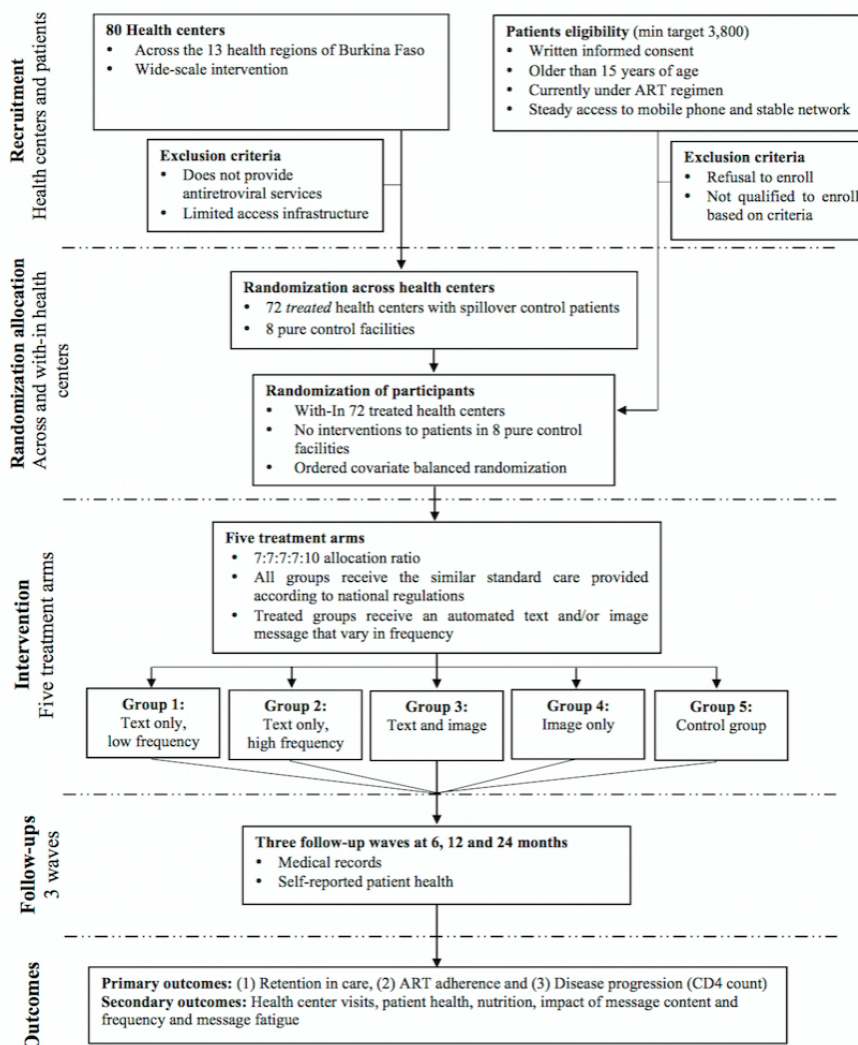 Recruitment
Health centers and patients
80 Health centers
• Across the 13 health regions of Burkina Faso
• Wide-scale intervention
Patients eligibility (min target 3,800)
• Written informed consent
• Older than 15 years of age
• Currently under ART regimen
• Steady access to mobile phone and stable network
Exclusion criteria
• Does not provide
antiretroviral services
• Limited access infrastructure
Exclusion criteria
• Refusal to enroll
• Not qualified to enroll
based on criteria
Randomization allocation
Across and with-in health
centers
Randomization across health centers
• 72 treated health centers with spillover control patients
• 8 pure control facilities
Randomization of participants
• With-In 72 treated health centers
• No interventions to patients in 8 pure control
facilities
• Ordered covariate balanced randomization
Intervention
Five treatment arms
Five treatment arms
• 7:7:7:7:10 allocation ratio
• All groups receive the similar standard care provided
according to national regulations
• Treated groups receive an automated text and/or image
message that vary in frequency
Group 1:
Text only,
low frequency
Group 2:
Text only,
high frequency
Group 3:
Text and image
Group 4:
Image only
Group 5:
Control group
Follow-ups
3 waves
Three follow-up waves at 6, 12 and 24 months
• Medical records
• Self-reported patient health
Outcomes
Primary outcomes: (1) Retention in care, (2) ART adherence and (3) Disease progression (CD4 count)
Secondary outcomes: Health center visits, patient health, nutrition, impact of message content and
frequency and message fatigue